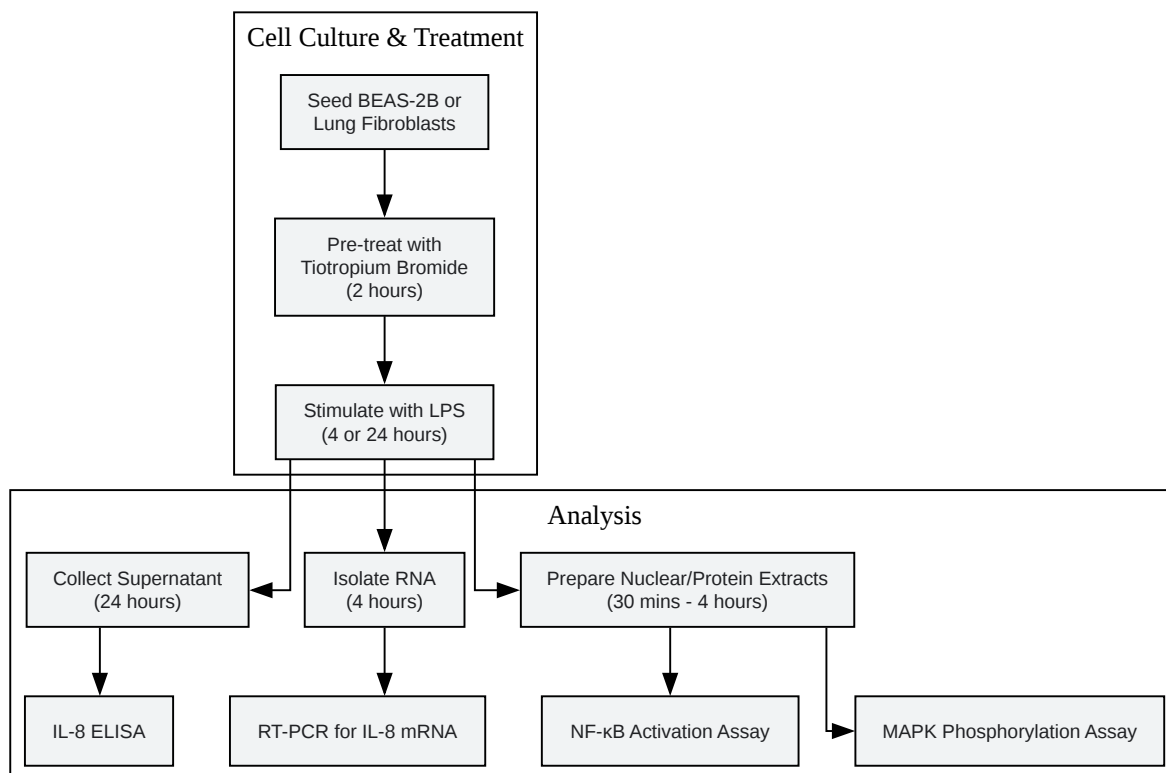 Cell Culture & Treatment
Seed BEAS-2B or
Lung Fibroblasts
Pre-treat with
Tiotropium Bromide
(2 hours)
Stimulate with LPS
(4 or 24 hours)
Analysis
Collect Supernatant
(24 hours)
Isolate RNA
(4 hours)
Prepare Nuclear/Protein Extracts
(30 mins - 4 hours)
IL-8 ELISA
RT-PCR for IL-8 mRNA
NF-κB Activation Assay
MAPK Phosphorylation Assay